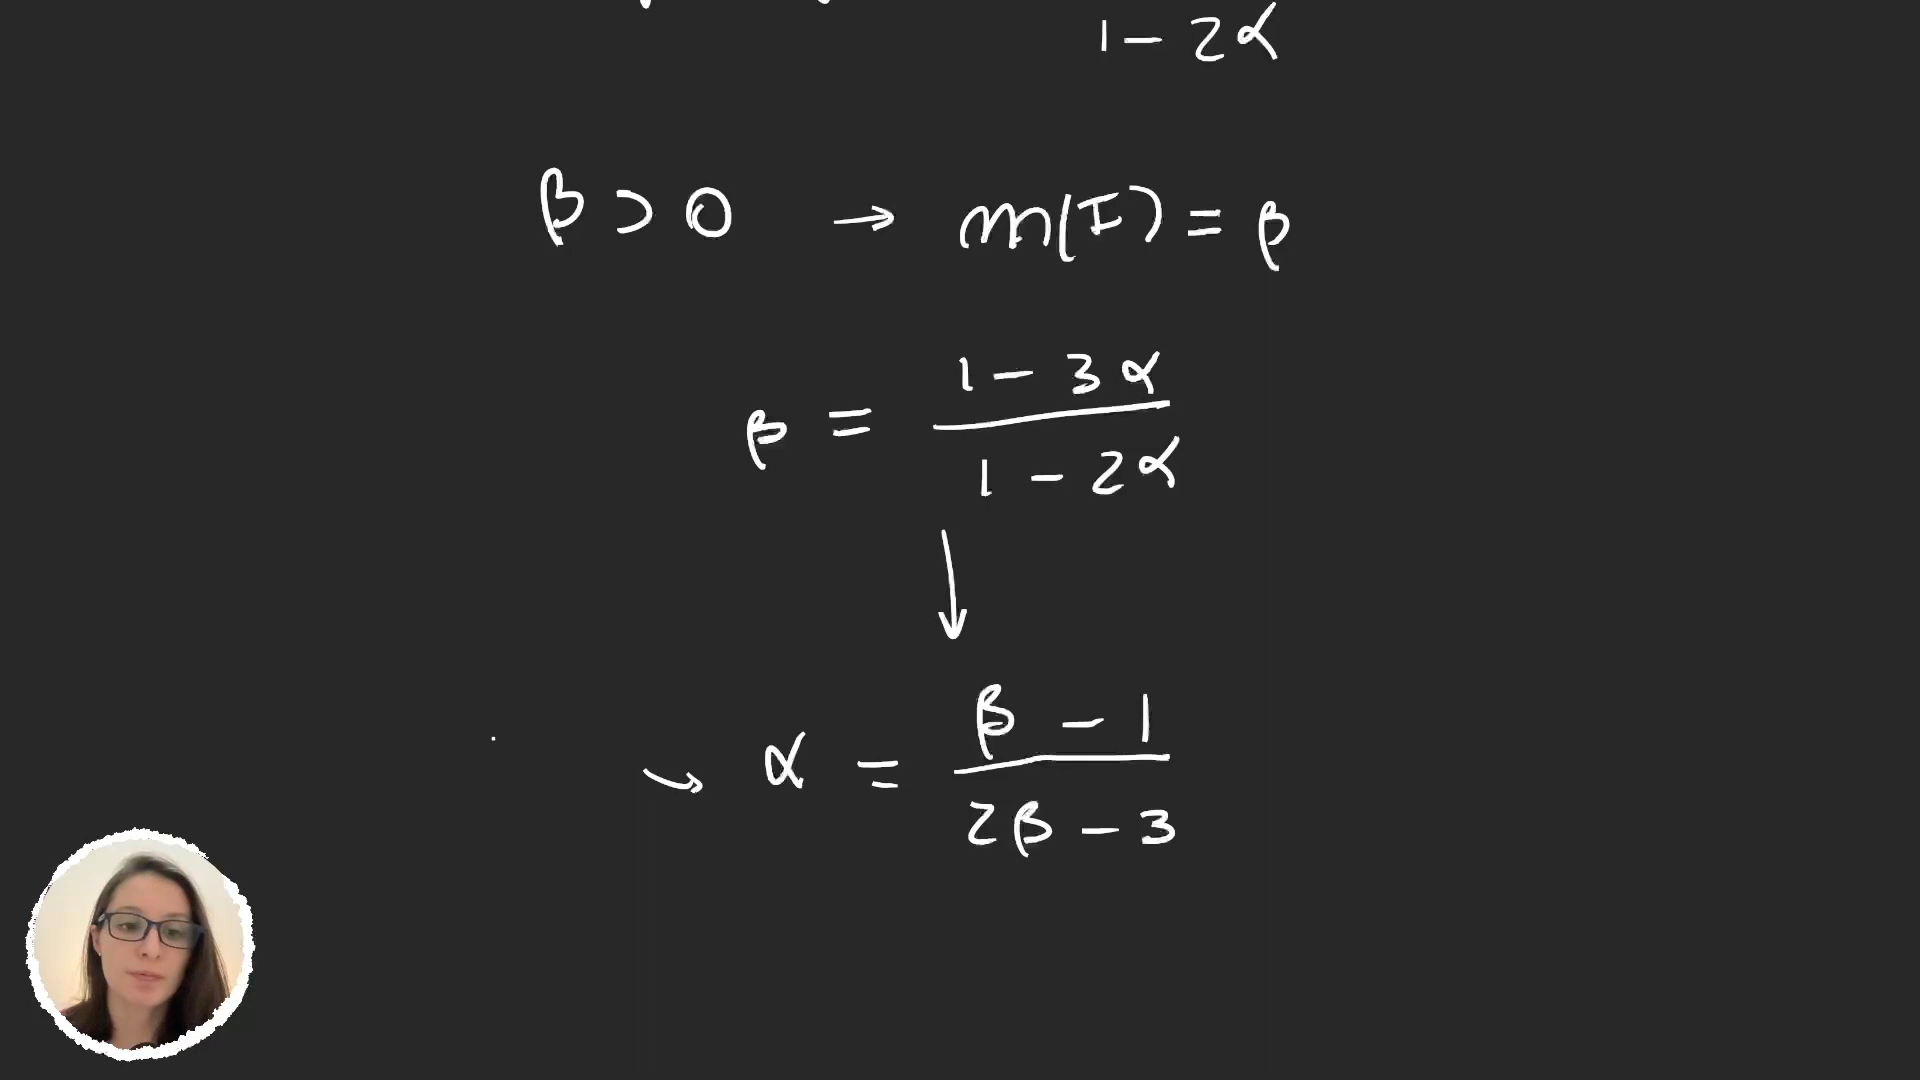 1 - 2α
β > 0 → m(I) = β
β = 1 - 3α / 1 - 2α
↓
→ α = β - 1 / 2β - 3